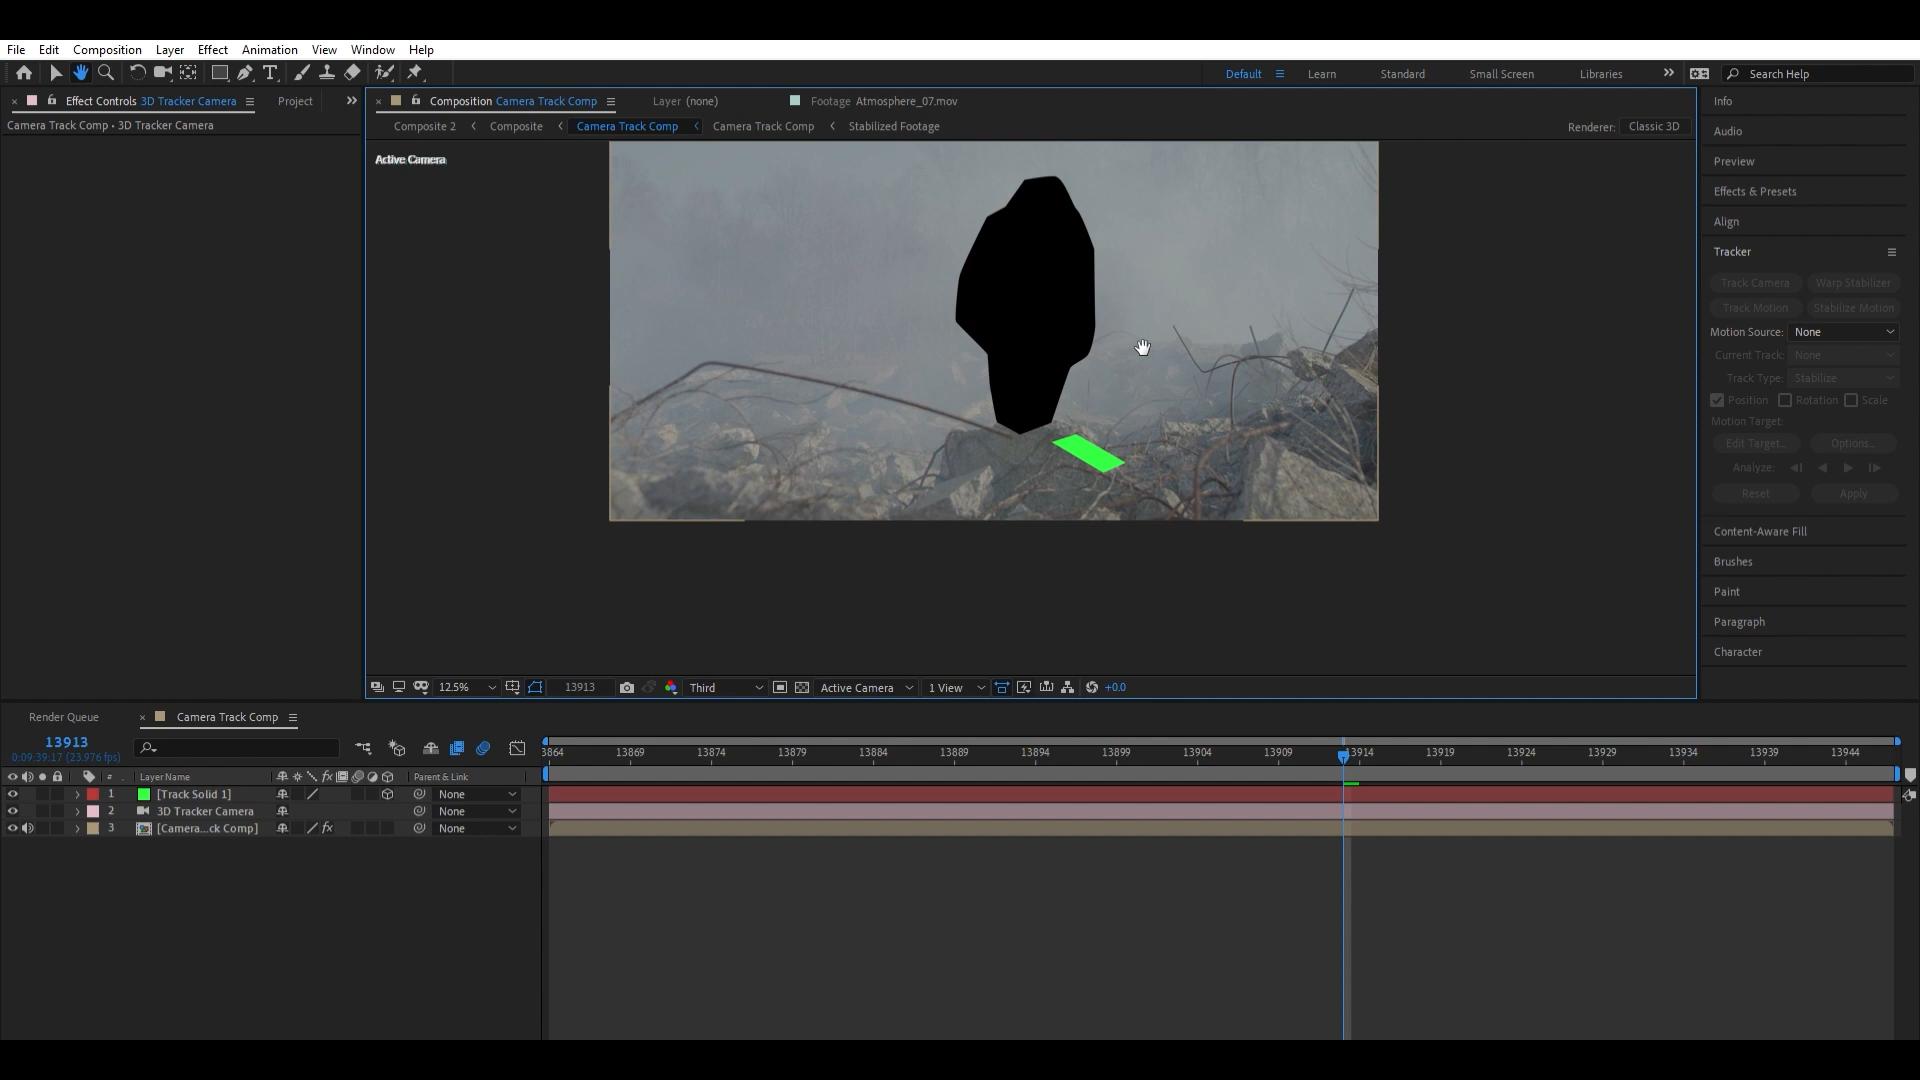 File Edit Composition Layer Effect Animation View Window Help
Default Learn Standard Small Screen Libraries Search Help
Effect Controls 3D Tracker Camera Project
Camera Track Comp • 3D Tracker Camera
Composition Camera Track Comp Layer (none) Footage Atmosphere_07.mov
Composite 2 Composite Camera Track Comp Camera Track Comp Stabilized Footage Renderer: Classic 3D
Active Camera
Info
Audio
Preview
Effects & Presets
Align
Tracker
Track Camera Warp Stabilizer
Track Motion Stabilize Motion
Motion Source: None
Current Track: None
Track Type: Stabilize
Position Rotation Scale
Motion Target:
Edit Target... Options...
Analyze:
Reset Apply
Content-Aware Fill
Brushes
Paint
Paragraph
Character
12.5% 13913 Third Active Camera 1 View +0.0
Render Queue Camera Track Comp
13913
0:09:39:17 (23.976 fps)
3864 13869 13874 13879 13884 13889 13894 13899 13904 13909 13914 13919 13924 13929 13934 13939 13944
# Layer Name fx Parent & Link
1 [Track Solid 1] None
2 3D Tracker Camera None
3 [Camera...ck Comp] fx None